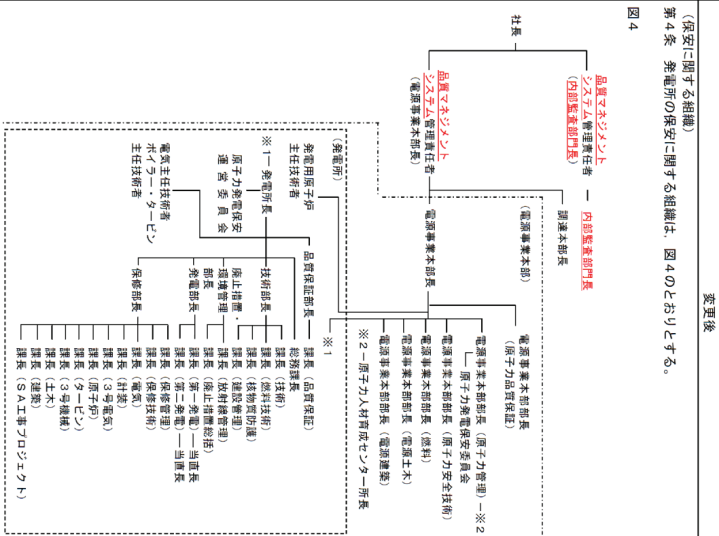 変更後
（保安に関する組織）
第４条　発電所の保安に関する組織は，図４のとおりとする。
図４
社長
品質マネジメント
システム管理責任者
（内部監査部門長）
内部監査部門長
品質マネジメント
システム管理責任者
（電源事業本部長）
調達本部長
（電源事業本部）
電源事業本部長
電源事業本部部長
（原子力品質保証）
電源事業本部部長（原子力管理）－※２
原子力発電保安委員会
電源事業本部部長（原子力安全技術）
電源事業本部部長（燃料）
電源事業本部部長（電源土木）
電源事業本部部長（電源建築）
※２－原子力人材育成センター所長
※１
（発電所）
発電用原子炉
主任技術者
※１－発電所長
原子力発電保安
運営委員会
電気主任技術者
ボイラー・タービン
主任技術者
品質保証部長
課長（品質保証）
総務課長
技術部長
課長（技術）
課長（燃料技術）
課長（核物質防護）
課長（建設管理）
廃止措置・
環境管理
部長
課長（放射線管理）
課長（廃止措置総括）
発電部長
課長（第一発電）―当直長
課長（第二発電）―当直長
保修部長
課長（保修管理）
課長（保修技術）
課長（電気）
課長（計装）
課長（３号電気）
課長（原子炉）
課長（タービン）
課長（３号機械）
課長（土木）
課長（建築）
課長（ＳＡ工事プロジェクト）